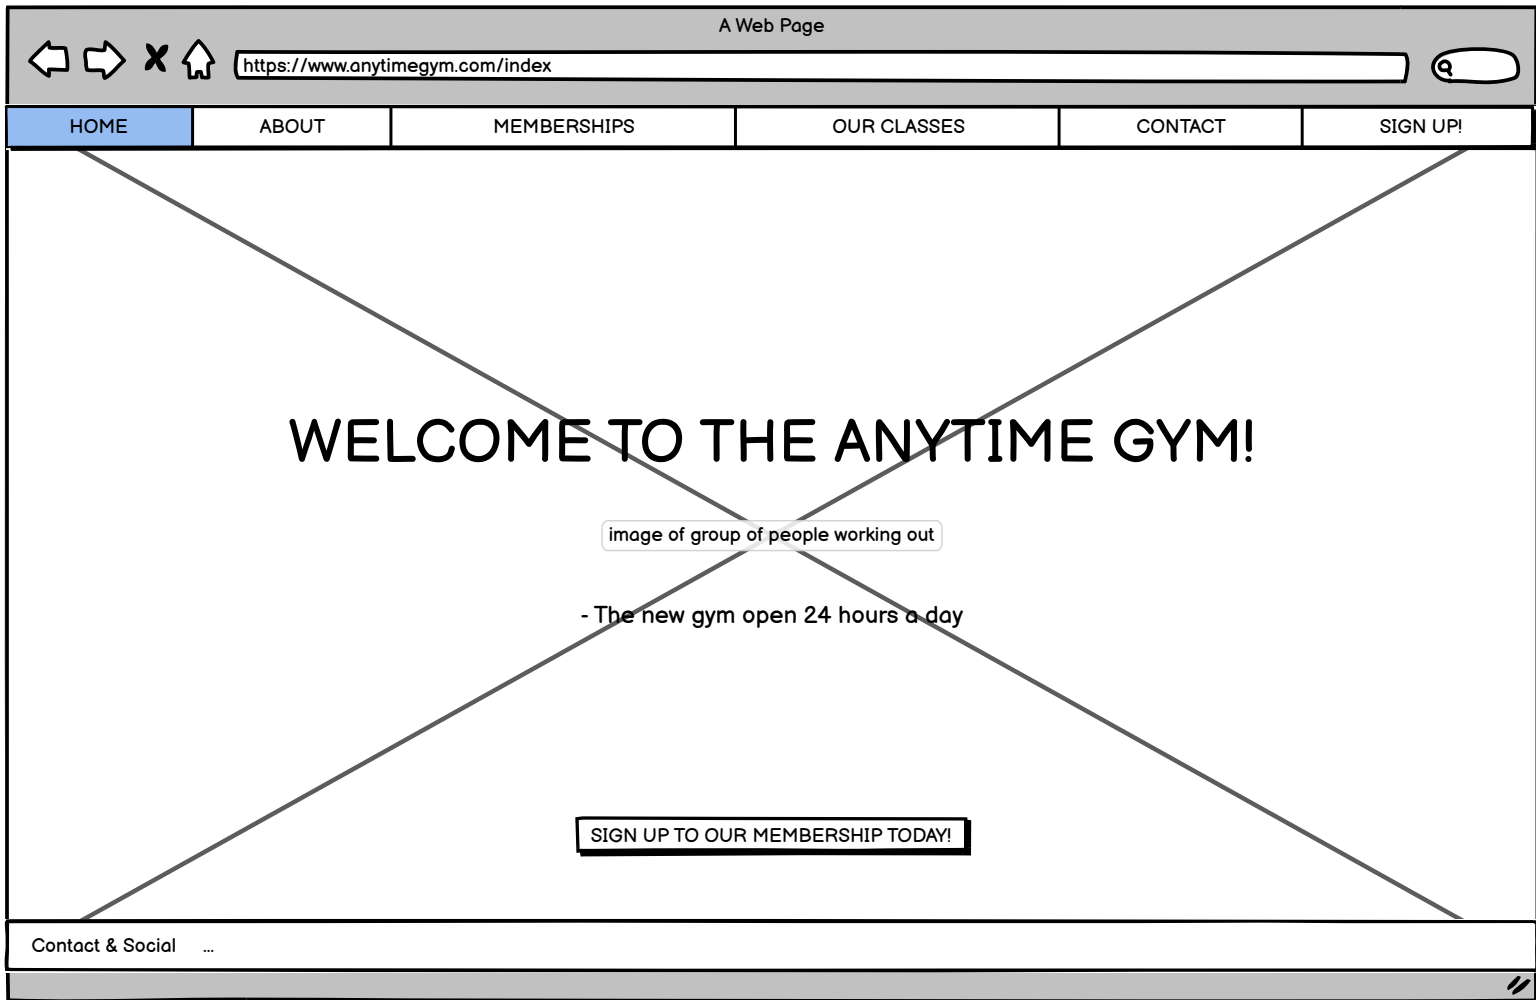 A Web Page
https://www.anytimegym.com/index
HOME ABOUT MEMBERSHIPS OUR CLASSES CONTACT SIGN UP!
WELCOME TO THE ANYTIME GYM!
image of group of people working out
- The new gym open 24 hours a day
SIGN UP TO OUR MEMBERSHIP TODAY!
Contact & Social ...